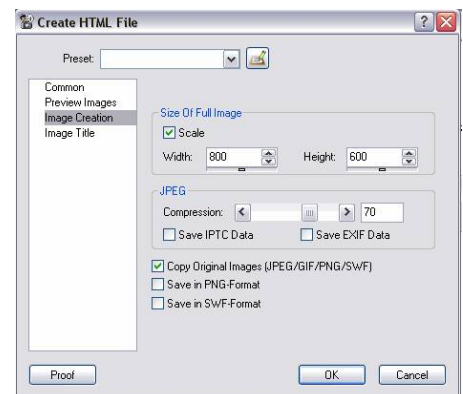 Create HTML File
Preset:
Common
Preview Images
Image Creation
Image Title
Size Of Full Image
Scale
Width: 800 Height: 600
JPEG
Compression: 70
Save IPTC Data Save EXIF Data
Copy Original Images (JPEG/GIF/PNG/SWF)
Save in PNG-Format
Save in SWF-Format
Proof OK Cancel